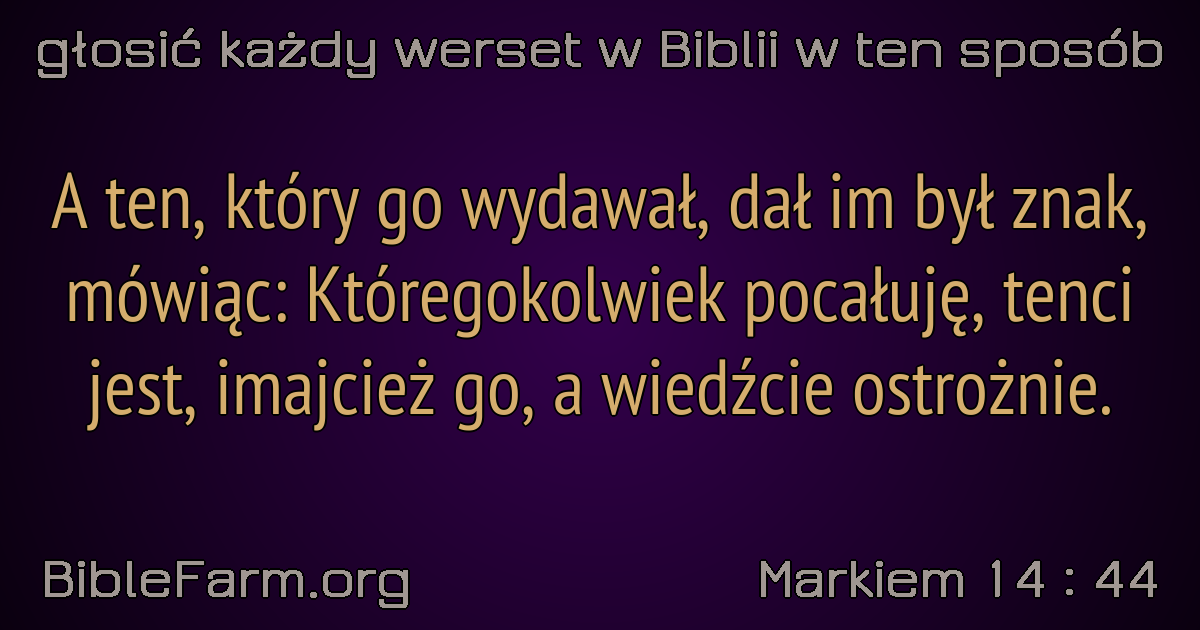 głosić każdy werset w Biblii w ten sposób
A ten, który go wydawał, dał im był znak,
mówiąc: Któregokolwiek pocałuję, tenci
jest, imajcież go, a wiedźcie ostrożnie.
BibleFarm.org
Markiem 14 : 44